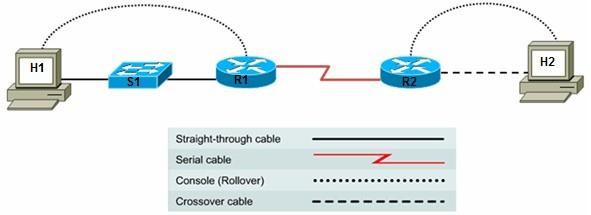 H1
S1
R1
R2
H2
Straight-through cable
Serial cable
Console (Rollover)
Crossover cable